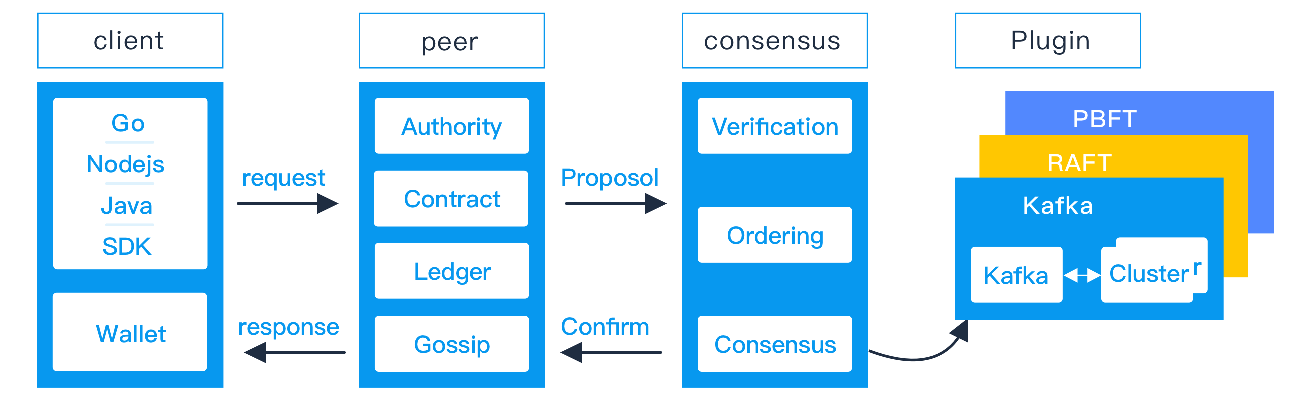 client
Go
Nodejs
Java
SDK
Wallet
request
response
peer
Authority
Contract
Ledger
Gossip
Proposol
Confirm
consensus
Verification
Ordering
Consensus
Plugin
PBFT
RAFT
Kafka
Kafka
Cluster
r